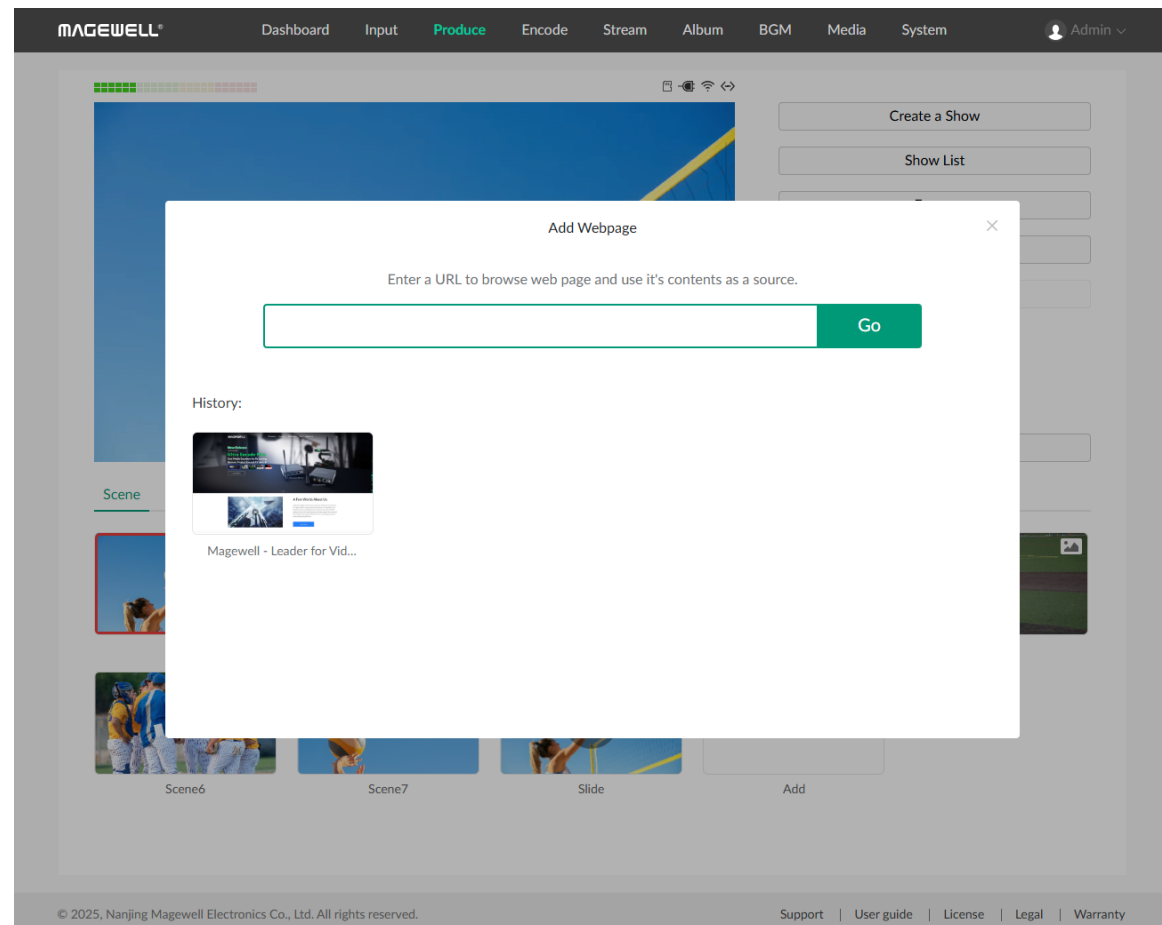 MAGEWELL®
Dashboard Input Produce Encode Stream Album BGM Media System Admin
Create a Show
Show List
Add Webpage
Enter a URL to browse web page and use it's contents as a source.
Go
History:
Magewell - Leader for Vid...
Scene
Scene6 Scene7 Slide Add
© 2025, Nanjing Magewell Electronics Co., Ltd. All rights reserved.
Support | User guide | License | Legal | Warranty